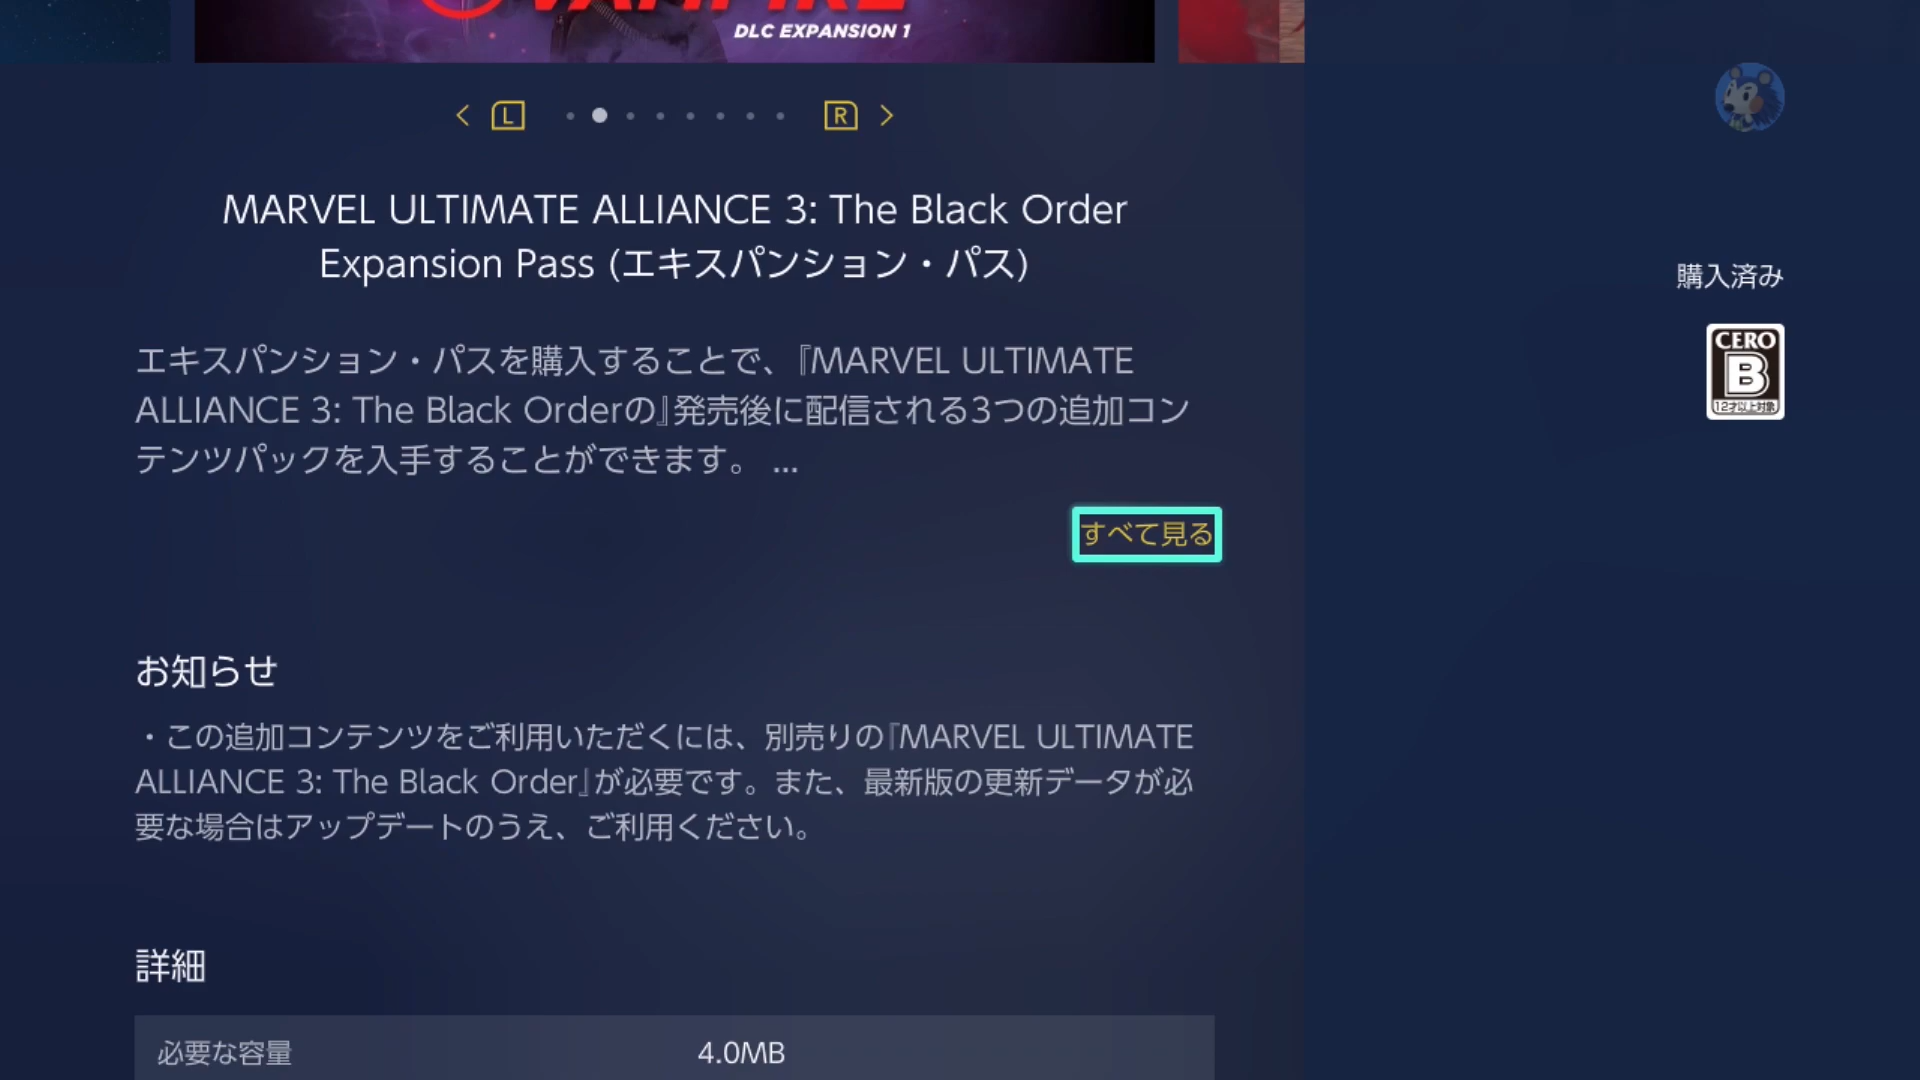 VAMPIRE
DLC EXPANSION 1
L
R
MARVEL ULTIMATE ALLIANCE 3: The Black Order
Expansion Pass (エキスパンション・パス)
購入済み
CERO
B
12才以上対象
エキスパンション・パスを購入することで、『MARVEL ULTIMATE
ALLIANCE 3: The Black Orderの』発売後に配信される3つの追加コン
テンツパックを入手することができます。 ...
すべて見る
お知らせ
・この追加コンテンツをご利用いただくには、別売りの『MARVEL ULTIMATE
ALLIANCE 3: The Black Order』が必要です。また、最新版の更新データが必
要な場合はアップデートのうえ、ご利用ください。
詳細
必要な容量 4.0MB